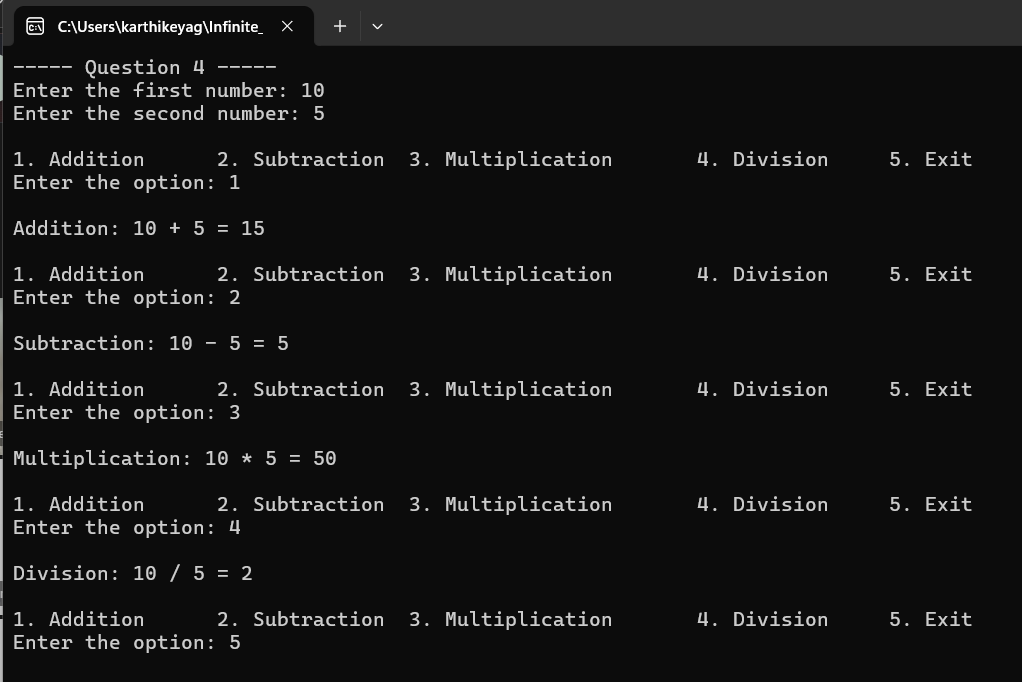 C:\Users\karthikeyag\Infinite_
----- Question 4 -----
Enter the first number: 10
Enter the second number: 5
1. Addition 2. Subtraction 3. Multiplication 4. Division 5. Exit
Enter the option: 1
Addition: 10 + 5 = 15
1. Addition 2. Subtraction 3. Multiplication 4. Division 5. Exit
Enter the option: 2
Subtraction: 10 - 5 = 5
1. Addition 2. Subtraction 3. Multiplication 4. Division 5. Exit
Enter the option: 3
Multiplication: 10 * 5 = 50
1. Addition 2. Subtraction 3. Multiplication 4. Division 5. Exit
Enter the option: 4
Division: 10 / 5 = 2
1. Addition 2. Subtraction 3. Multiplication 4. Division 5. Exit
Enter the option: 5